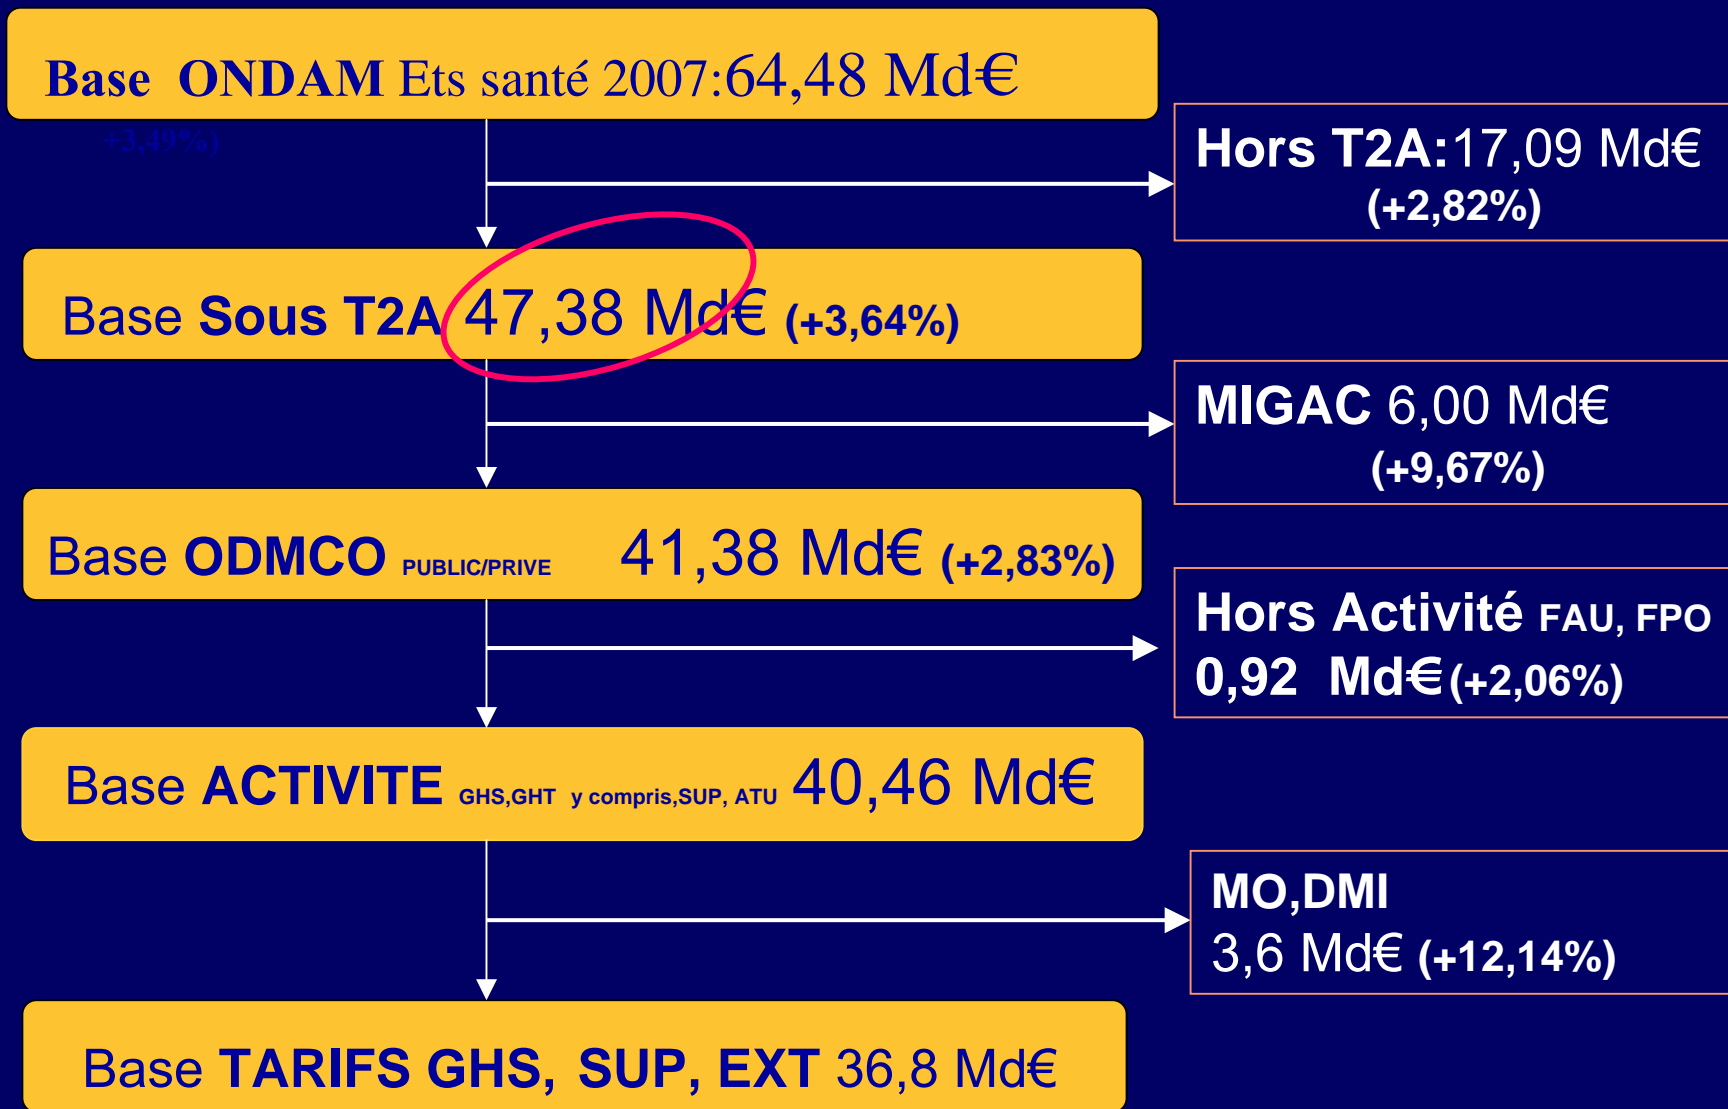 Base ONDAM Ets santé 2007:64,48 Md€
+3,49%)
Hors T2A:17,09 Md€
(+2,82%)
Base Sous T2A 47,38 Md€ (+3,64%)
MIGAC 6,00 Md€
(+9,67%)
Base ODMCO PUBLIC/PRIVE 41,38 Md€ (+2,83%)
Hors Activité FAU, FPO
0,92 Md€(+2,06%)
Base ACTIVITE GHS,GHT y compris,SUP, ATU 40,46 Md€
MO,DMI
3,6 Md€ (+12,14%)
Base TARIFS GHS, SUP, EXT 36,8 Md€